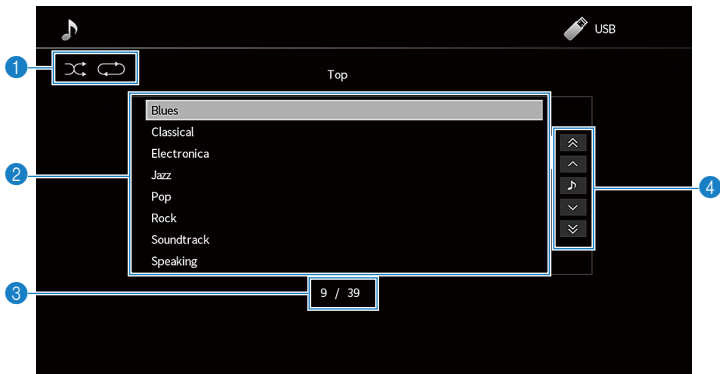 USB
1
Top
Blues
Classical
Electronica
Jazz
2
4
Pop
Rock
Soundtrack
Speaking
3
9 / 39